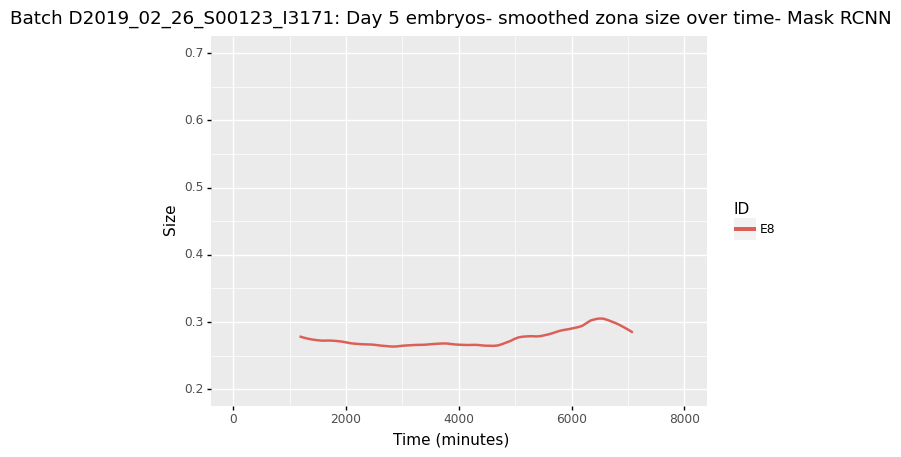 Batch D2019_02_26_S00123_I3171: Day 5 embryos- smoothed zona size over time- Mask RCNN
0.7
0.6
0.5
0.4
0.3
0.2
Size
0 2000 4000 6000 8000
Time (minutes)
ID
E8